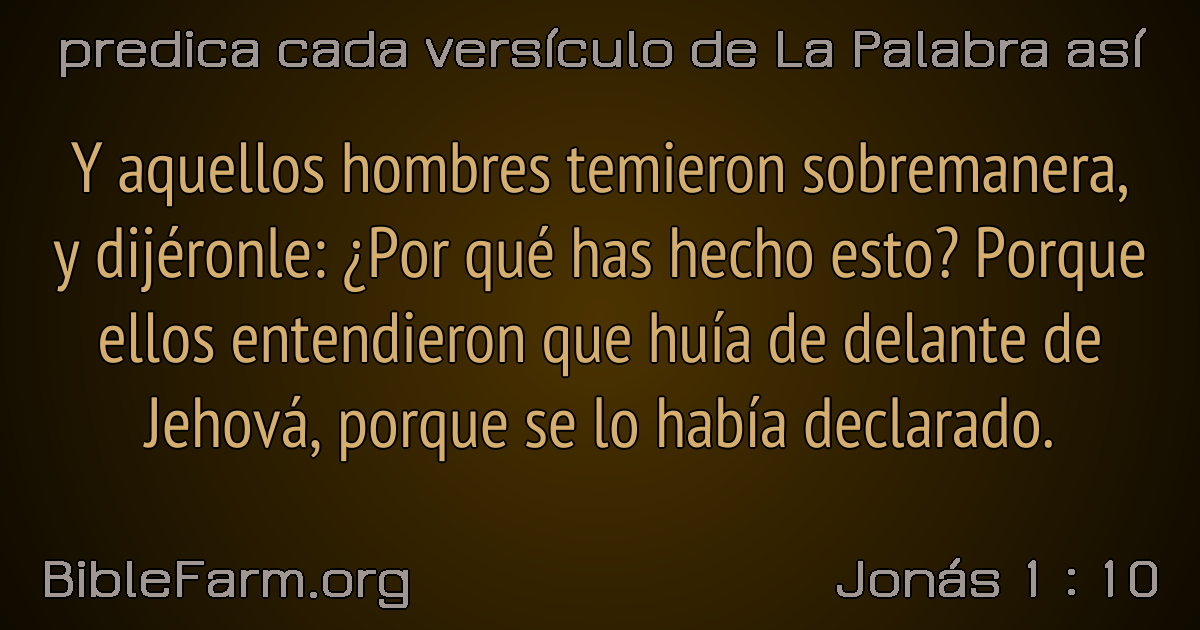 predica cada versículo de La Palabra así
Y aquellos hombres temieron sobremanera,
y dijéronle: ¿Por qué has hecho esto? Porque
ellos entendieron que huía de delante de
Jehová, porque se lo había declarado.
BibleFarm.org
Jonás 1 : 10